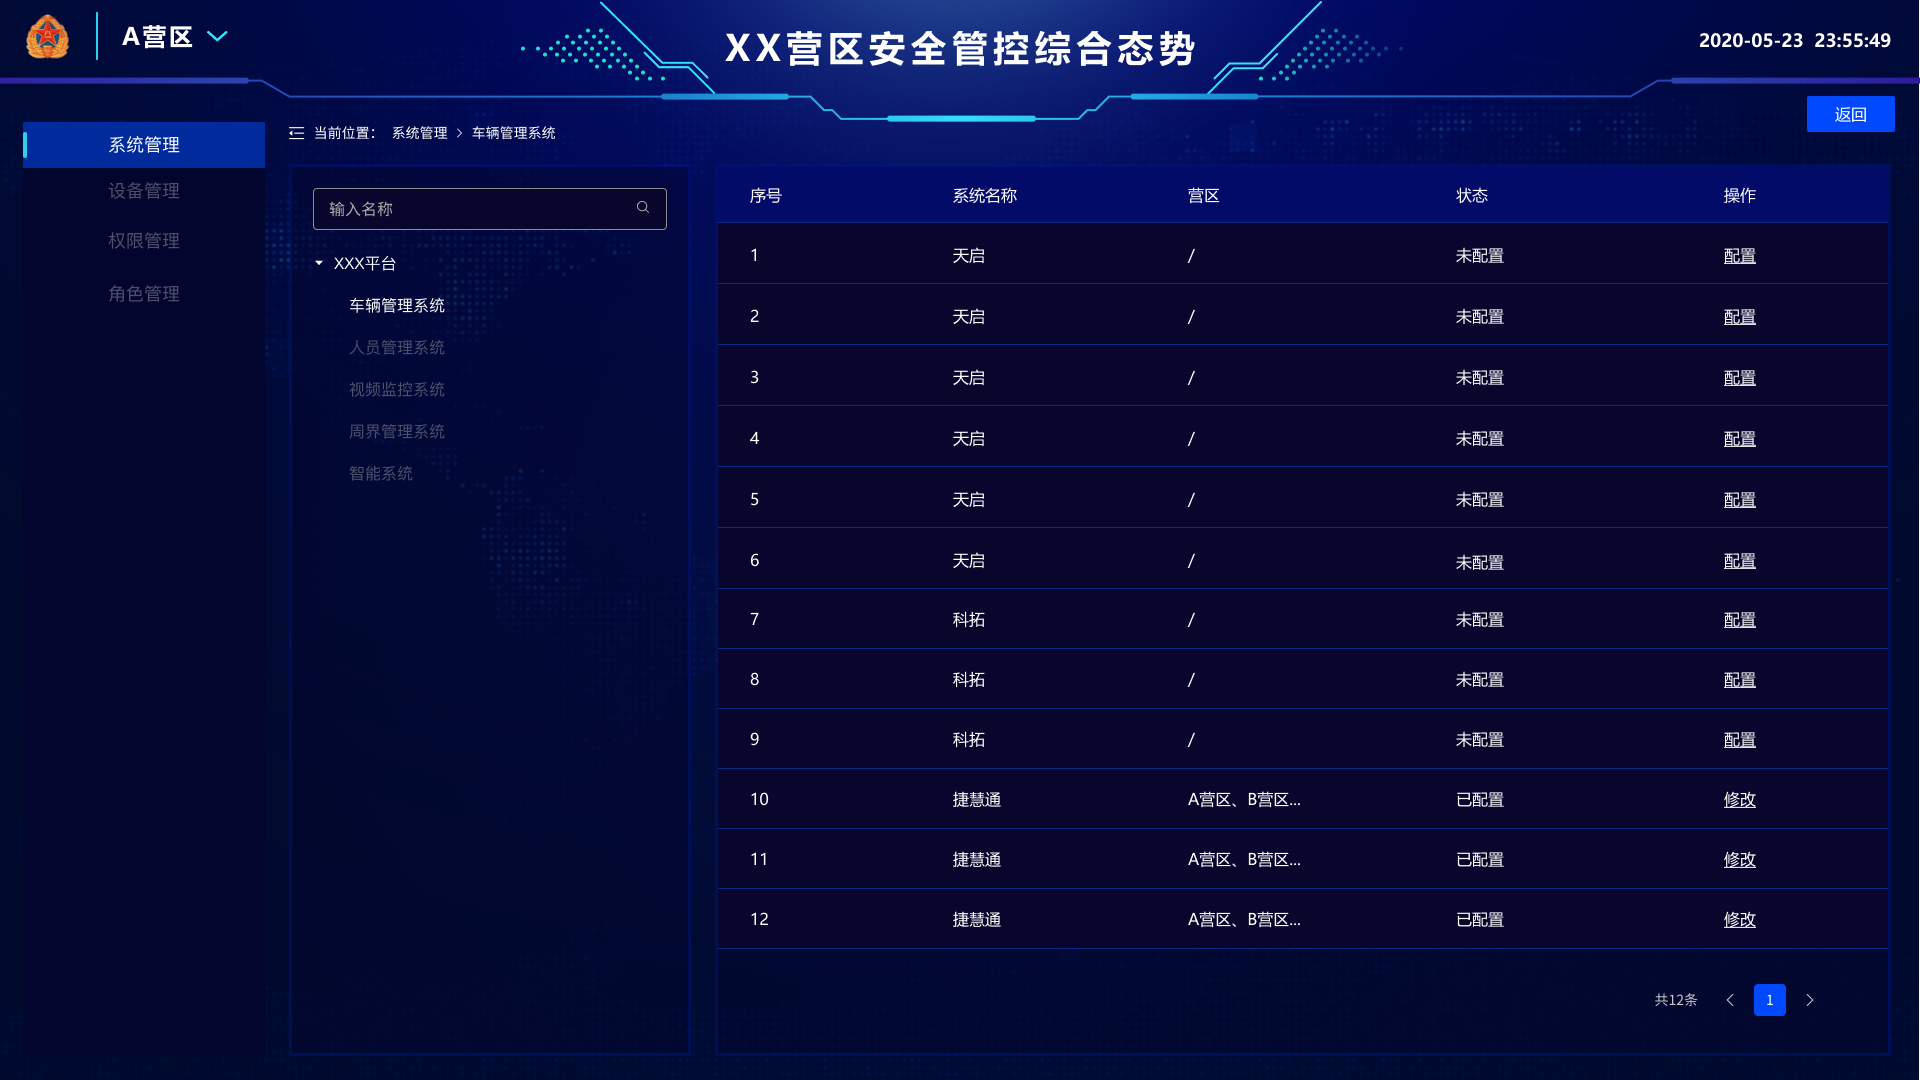 A营区
XX营区安全管控综合态势
2020-05-23 23:55:49
返回
系统管理
设备管理
权限管理
角色管理
当前位置： 系统管理 > 车辆管理系统
输入名称
XXX平台
车辆管理系统
人员管理系统
视频监控系统
周界管理系统
智能系统
序号 系统名称 营区 状态 操作
1 天启 / 未配置 配置
2 天启 / 未配置 配置
3 天启 / 未配置 配置
4 天启 / 未配置 配置
5 天启 / 未配置 配置
6 天启 / 未配置 配置
7 科拓 / 未配置 配置
8 科拓 / 未配置 配置
9 科拓 / 未配置 配置
10 捷慧通 A营区、B营区... 已配置 修改
11 捷慧通 A营区、B营区... 已配置 修改
12 捷慧通 A营区、B营区... 已配置 修改
共12条 < 1 >